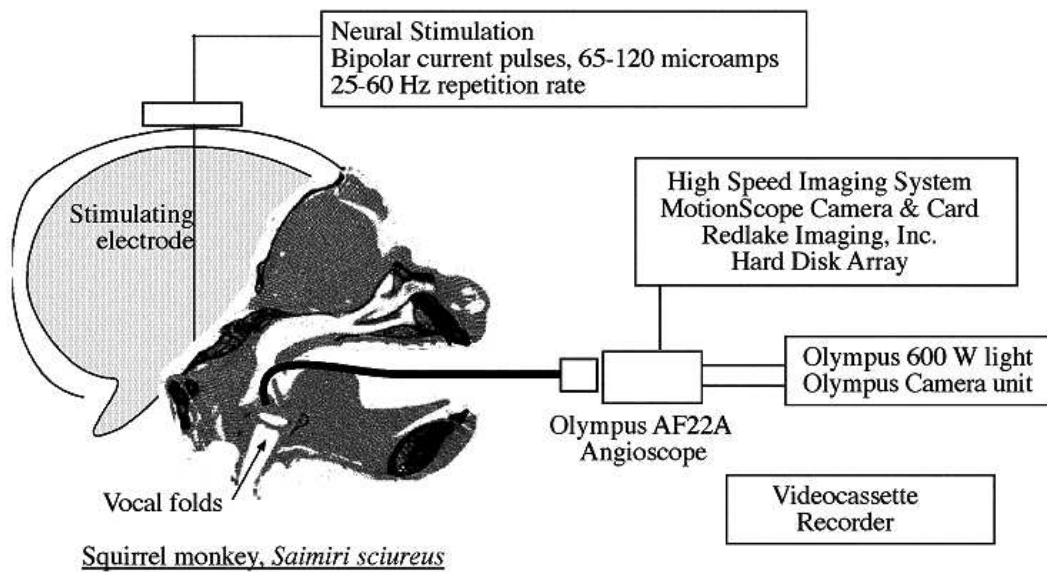 Neural Stimulation
Bipolar current pulses, 65-120 microamps
25-60 Hz repetition rate
Stimulating
electrode
High Speed Imaging System
MotionScope Camera & Card
Redlake Imaging, Inc.
Hard Disk Array
Olympus 600 W light
Olympus Camera unit
Olympus AF22A
Angioscope
Vocal folds
Videocassette
Recorder
Squirrel monkey, Saimiri sciureus